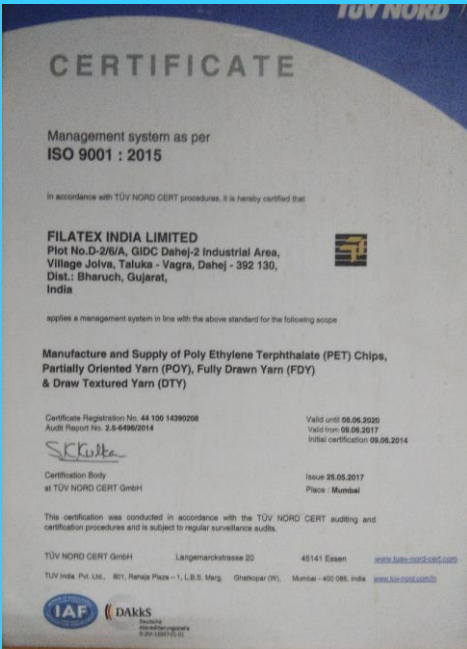 TÜV NORD
CERTIFICATE
Management system as per
ISO 9001 : 2015
In accordance with TÜV NORD CERT procedures, it is hereby certified that
FILATEX INDIA LIMITED
Plot No.D-2/6/A, GIDC Dahej-2 Industrial Area,
Village Jolva, Taluka - Vagra, Dahej - 392 130,
Dist.: Bharuch, Gujarat,
India
applies a management system in line with the above standard for the following scope
Manufacture and Supply of Poly Ethylene Terphthalate (PET) Chips,
Partially Oriented Yarn (POY), Fully Drawn Yarn (FDY)
& Draw Textured Yarn (DTY)
Certificate Registration No. 44 100 14390208
Audit Report No. 2.5-6496/2014
Valid until 08.06.2020
Valid from 09.06.2017
Initial certification 09.06.2014
Certification Body
at TÜV NORD CERT GmbH
Issue 26.05.2017
Place : Mumbai
This certification was conducted in accordance with the TÜV NORD CERT auditing and
certification procedures and is subject to regular surveillance audits.
TÜV NORD CERT GmbH Langemarckstrasse 20 45141 Essen www.tuev-nord-cert.com
TUV India Pvt. Ltd., 801, Raheja Plaza – 1, L.B.S. Marg, Ghatkopar (W), Mumbai - 400 086, India www.tuv-nord.com/in
IAF
DAkkS
Deutsche
Akkreditierungsstelle